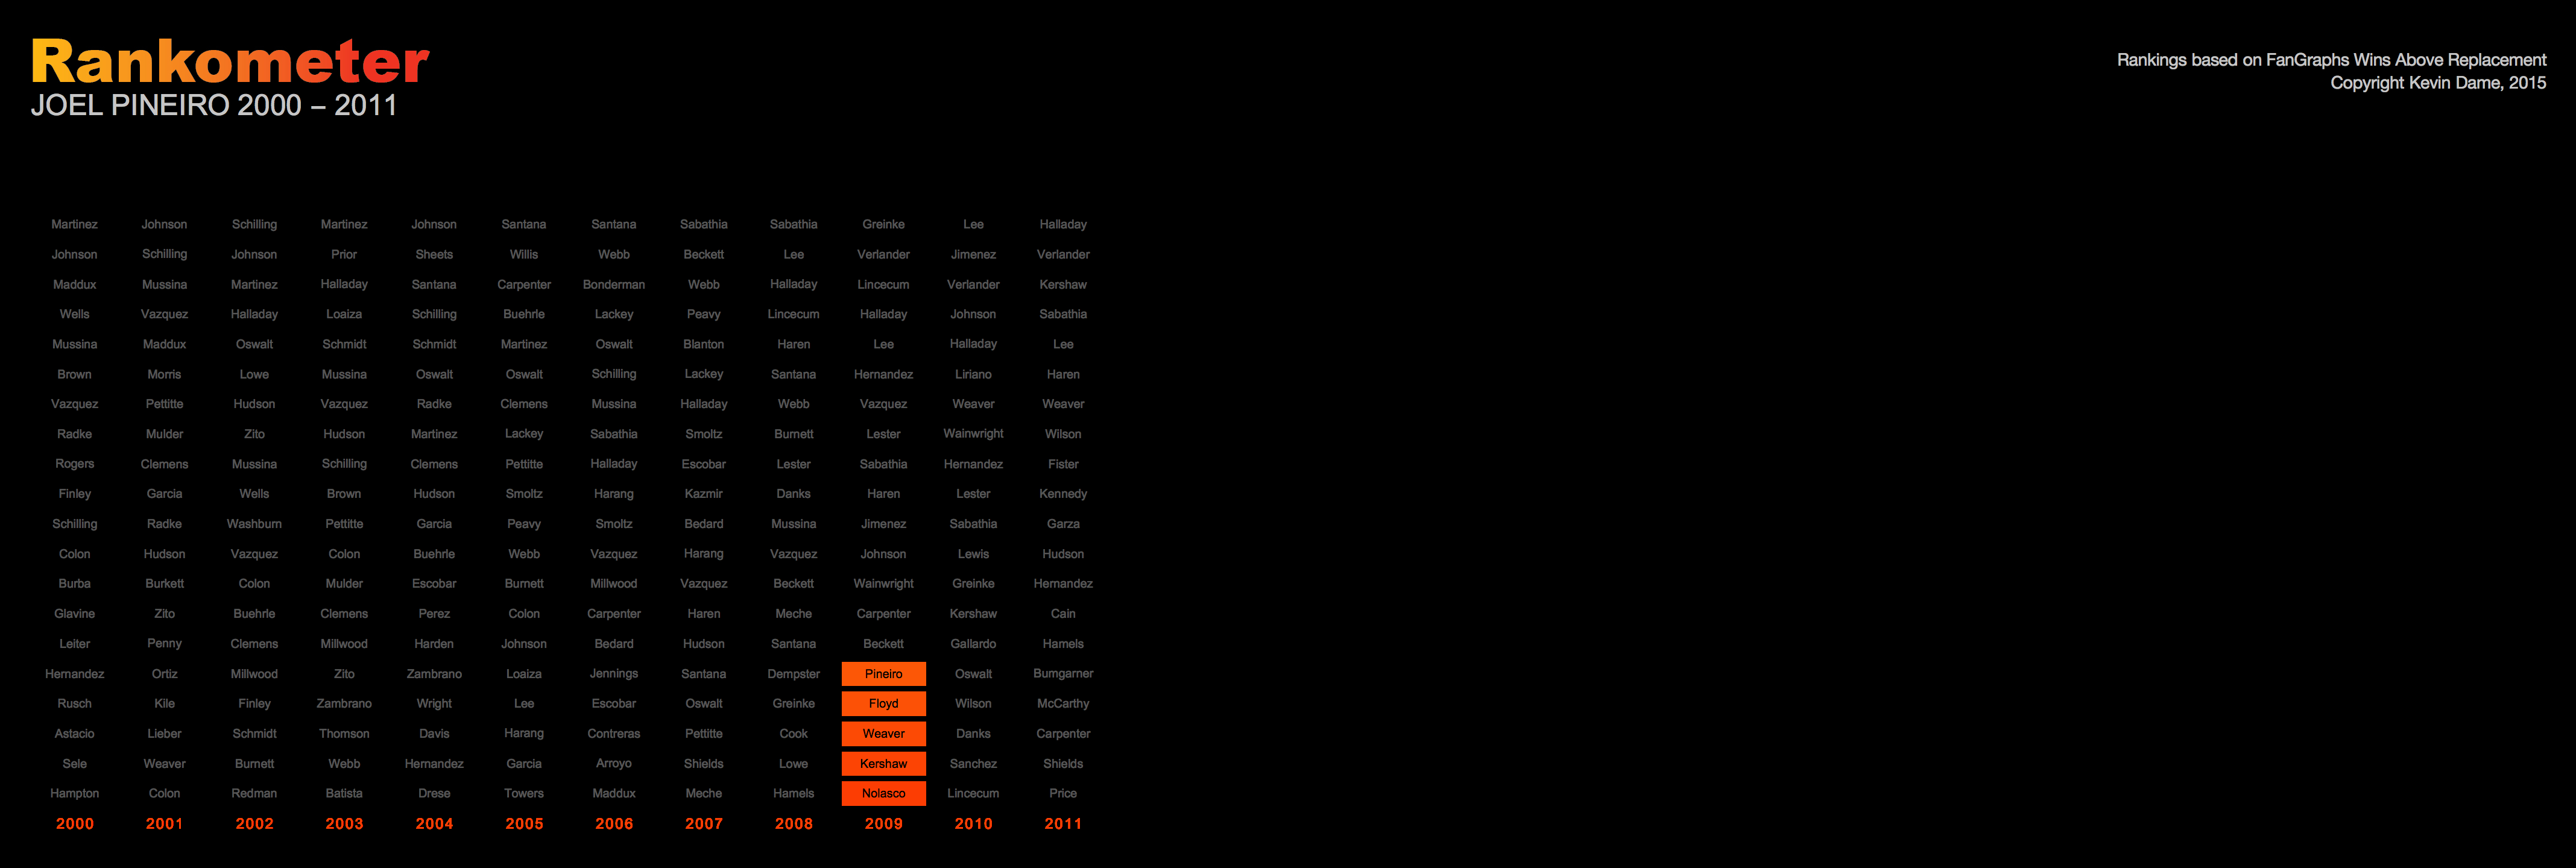 Rankometer
JOEL PINEIRO 2000 – 2011
Rankings based on FanGraphs Wins Above Replacement
Copyright Kevin Dame, 2015
Martinez Johnson Schilling Martinez Johnson Santana Santana Sabathia Sabathia Greinke Lee Halladay
Johnson Schilling Johnson Prior Sheets Willis Webb Beckett Lee Verlander Jimenez Verlander
Maddux Mussina Martinez Halladay Santana Carpenter Bonderman Webb Halladay Lincecum Verlander Kershaw
Wells Vazquez Halladay Loaiza Schilling Buehrle Lackey Peavy Lincecum Halladay Johnson Sabathia
Mussina Maddux Oswalt Schmidt Schmidt Martinez Oswalt Blanton Haren Lee Halladay Lee
Brown Morris Lowe Mussina Oswalt Oswalt Schilling Lackey Santana Hernandez Liriano Haren
Vazquez Pettitte Hudson Vazquez Radke Clemens Mussina Halladay Webb Vazquez Weaver Weaver
Radke Mulder Zito Hudson Martinez Lackey Sabathia Smoltz Burnett Lester Wainwright Wilson
Rogers Clemens Mussina Schilling Clemens Pettitte Halladay Escobar Lester Sabathia Hernandez Fister
Finley Garcia Wells Brown Hudson Smoltz Harang Kazmir Danks Haren Lester Kennedy
Schilling Radke Washburn Pettitte Garcia Peavy Smoltz Bedard Mussina Jimenez Sabathia Garza
Colon Hudson Vazquez Colon Buehrle Webb Vazquez Harang Vazquez Johnson Lewis Hudson
Burba Burkett Colon Mulder Escobar Burnett Millwood Vazquez Beckett Wainwright Greinke Hernandez
Glavine Zito Buehrle Clemens Perez Colon Carpenter Haren Meche Carpenter Kershaw Cain
Leiter Penny Clemens Millwood Harden Johnson Bedard Hudson Santana Beckett Gallardo Hamels
Hernandez Ortiz Millwood Zito Zambrano Loaiza Jennings Santana Dempster Pineiro Oswalt Bumgarner
Rusch Kile Finley Zambrano Wright Lee Escobar Oswalt Greinke Floyd Wilson McCarthy
Astacio Lieber Schmidt Thomson Davis Harang Contreras Pettitte Cook Weaver Danks Carpenter
Sele Weaver Burnett Webb Hernandez Garcia Arroyo Shields Lowe Kershaw Sanchez Shields
Hampton Colon Redman Batista Drese Towers Maddux Meche Hamels Nolasco Lincecum Price
2000 2001 2002 2003 2004 2005 2006 2007 2008 2009 2010 2011